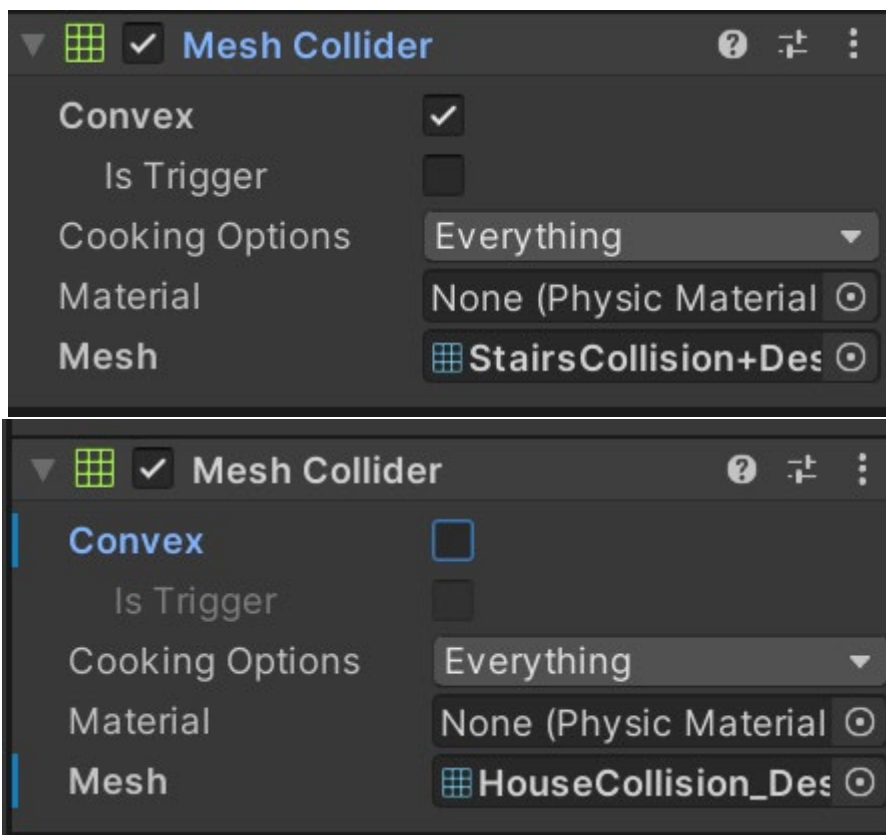 Mesh Collider
Convex
Is Trigger
Cooking Options Everything
Material None (Physic Material
Mesh StairsCollision+Des
Mesh Collider
Convex
Is Trigger
Cooking Options Everything
Material None (Physic Material
Mesh HouseCollision_Des